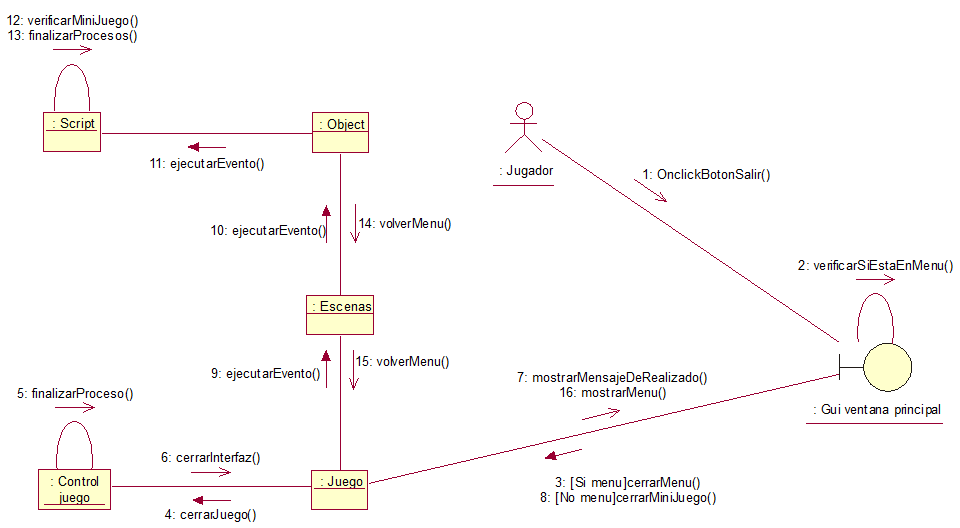 12: verificarMiniJuego()
13: finalizarProcesos()
: Script
: Object
11: ejecutarEvento()
: Jugador
1: OnclickBotonSalir()
10: ejecutarEvento()
14: volverMenu()
2: verificarSiEstaEnMenu()
: Escenas
9: ejecutarEvento()
15: volverMenu()
7: mostrarMensajeDeRealizado()
16: mostrarMenu()
: Gui ventana principal
5: finalizarProceso()
6: cerrarInterfaz()
: Control
juego
: Juego
4: cerrarJuego()
3: [Si menu]cerrarMenu()
8: [No menu]cerrarMiniJuego()